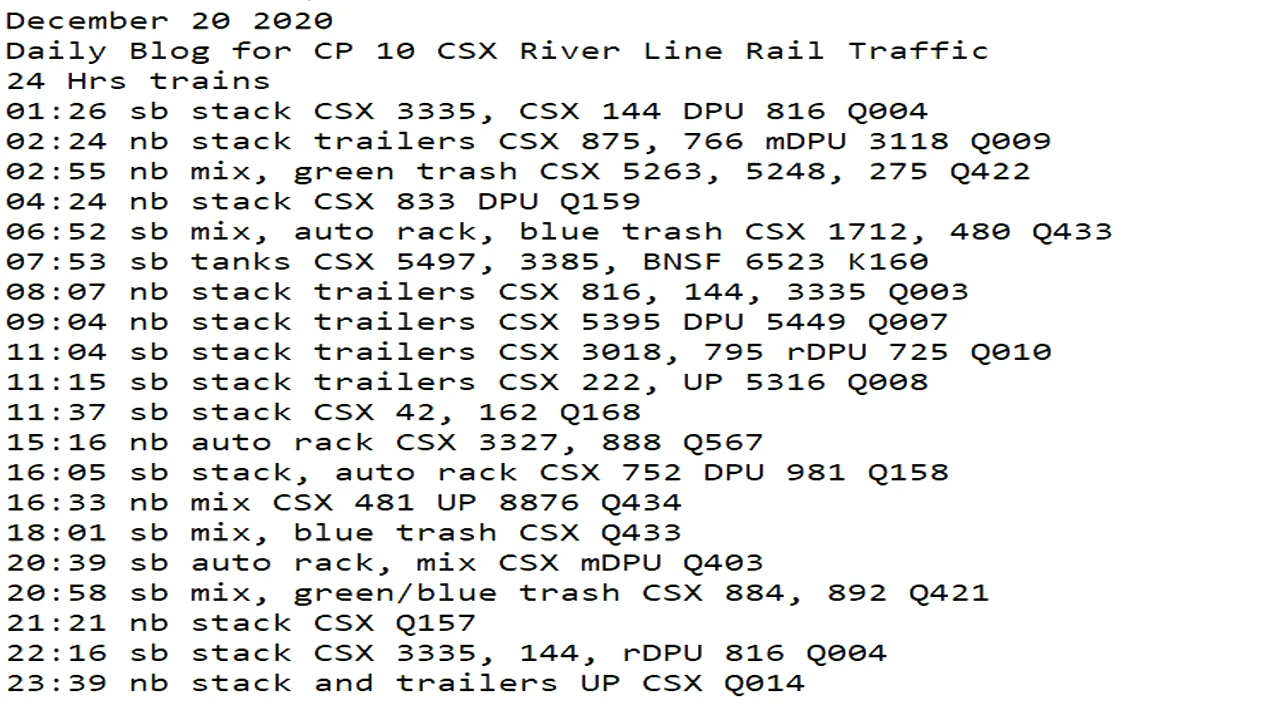 December 20 2020
Daily Blog for CP 10 CSX River Line Rail Traffic
24 Hrs trains
01:26 sb stack CSX 3335, CSX 144 DPU 816 Q004
02:24 nb stack trailers CSX 875, 766 mDPU 3118 Q009
02:55 nb mix, green trash CSX 5263, 5248, 275 Q422
04:24 nb stack CSX 833 DPU Q159
06:52 sb mix, auto rack, blue trash CSX 1712, 480 Q433
07:53 sb tanks CSX 5497, 3385, BNSF 6523 K160
08:07 nb stack trailers CSX 816, 144, 3335 Q003
09:04 nb stack trailers CSX 5395 DPU 5449 Q007
11:04 sb stack trailers CSX 3018, 795 rDPU 725 Q010
11:15 sb stack trailers CSX 222, UP 5316 Q008
11:37 sb stack CSX 42, 162 Q168
15:16 nb auto rack CSX 3327, 888 Q567
16:05 sb stack, auto rack CSX 752 DPU 981 Q158
16:33 nb mix CSX 481 UP 8876 Q434
18:01 sb mix, blue trash CSX Q433
20:39 sb auto rack, mix CSX mDPU Q403
20:58 sb mix, green/blue trash CSX 884, 892 Q421
21:21 nb stack CSX Q157
22:16 sb stack CSX 3335, 144, rDPU 816 Q004
23:39 nb stack and trailers UP CSX Q014